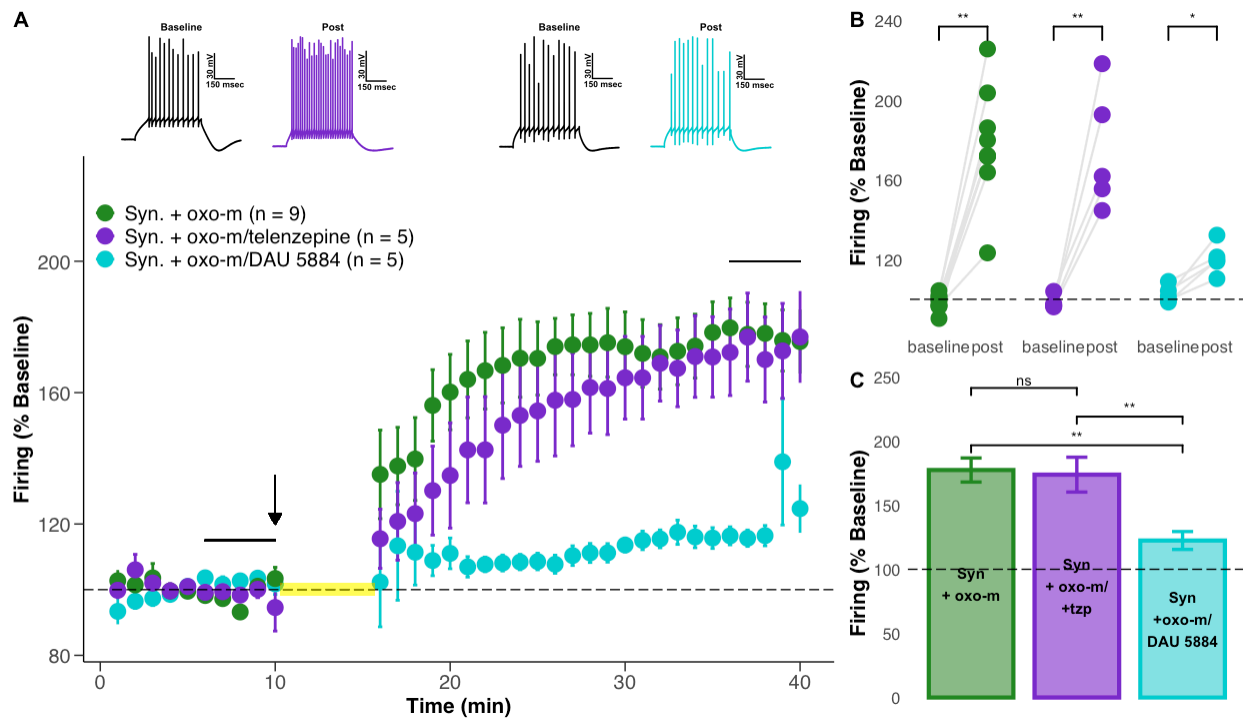 A
Baseline
Post
Baseline
Post
30 mV
150 msec
30 mV
150 msec
30 mV
150 msec
30 mV
150 msec
Syn. + oxo-m (n = 9)
Syn. + oxo-m/telenzepine (n = 5)
Syn. + oxo-m/DAU 5884 (n = 5)
Firing (% Baseline)
200
160
120
80
0
10
20
30
40
Time (min)
B
Firing (% Baseline)
240
200
160
120
**
**
*
baseline post
baseline post
baseline post
C
Firing (% Baseline)
250
200
150
100
50
0
ns
**
**
Syn
+ oxo-m
Syn
+ oxo-m/
+tzp
Syn
+oxo-m/
DAU 5884